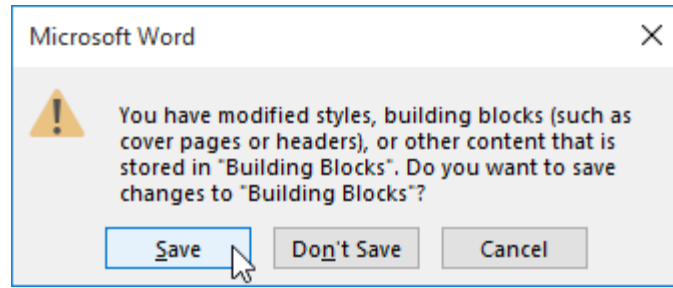 Microsoft Word
You have modified styles, building blocks (such as
cover pages or headers), or other content that is
stored in "Building Blocks". Do you want to save
changes to "Building Blocks"?
Save Don't Save Cancel